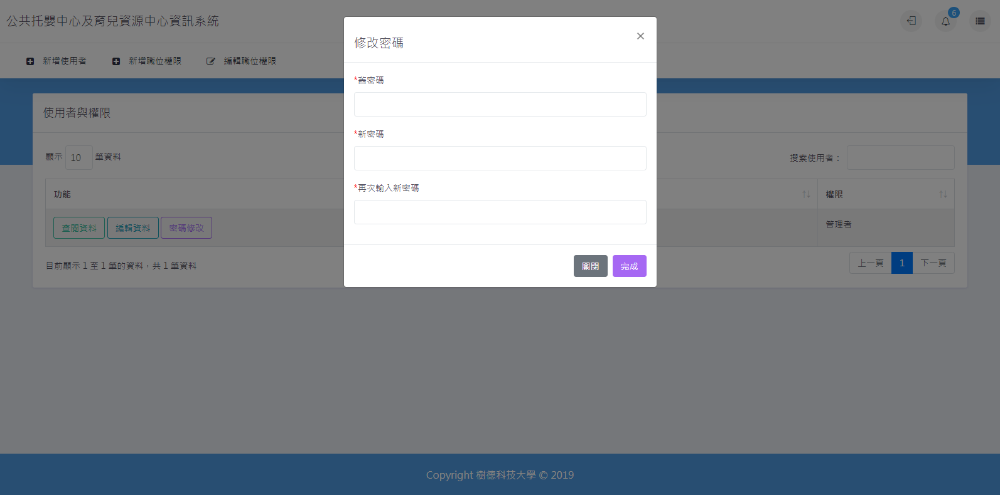 公共托嬰中心及育兒資源中心資訊系統
6
新增使用者 新增職位權限 編輯職位權限
修改密碼
×
*舊密碼
*新密碼
*再次輸入新密碼
關閉 完成
使用者與權限
顯示 10 筆資料
搜索使用者：
功能 權限
查閱資料 編輯資料 密碼修改 管理者
目前顯示 1 至 1 筆的資料，共 1 筆資料
上一頁 1 下一頁
Copyright 樹德科技大學 © 2019